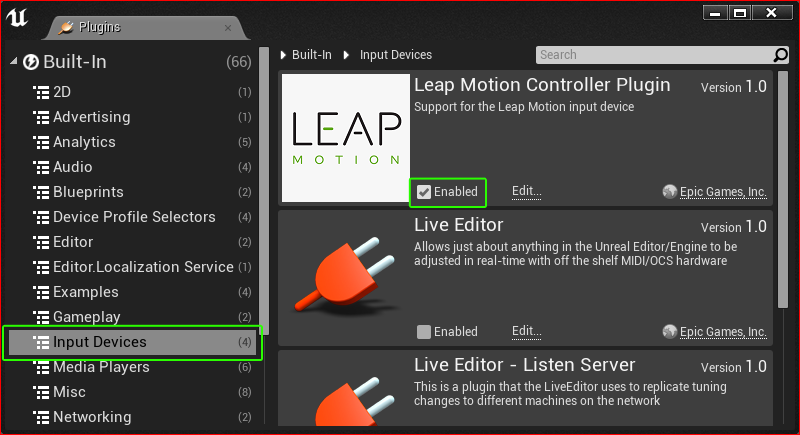 Plugins
Built-In (66)
2D (1)
Advertising (1)
Analytics (5)
Audio (4)
Blueprints (2)
Device Profile Selectors (4)
Editor (2)
Editor.Localization Service (1)
Examples (4)
Gameplay (2)
Input Devices (4)
Media Players (6)
Misc (8)
Networking (2)
Built-In Input Devices
Search
LEAP
MOTION
Leap Motion Controller Plugin Version 1.0
Support for the Leap Motion input device
Enabled Edit... Epic Games, Inc.
Live Editor Version 1.0
Allows just about anything in the Unreal Editor/Engine to be
adjusted in real-time with off the shelf MIDI/OCS hardware
Enabled Edit... Epic Games, Inc.
Live Editor - Listen Server Version 1.0
This is a plugin that the LiveEditor uses to replicate tuning
changes to different machines on the network